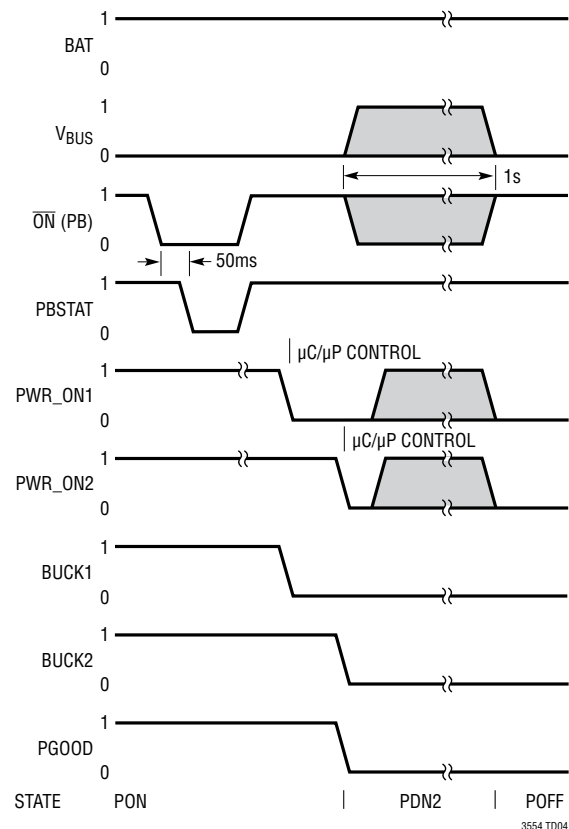 1
BAT
0
1
VBUS
0
1s
1
ON (PB)
0
50ms
1
PBSTAT
0
µC/µP CONTROL
1
PWR_ON1
0
µC/µP CONTROL
1
PWR_ON2
0
1
BUCK1
0
1
BUCK2
0
1
PGOOD
0
STATE PON PDN2 POFF
3554 TD04